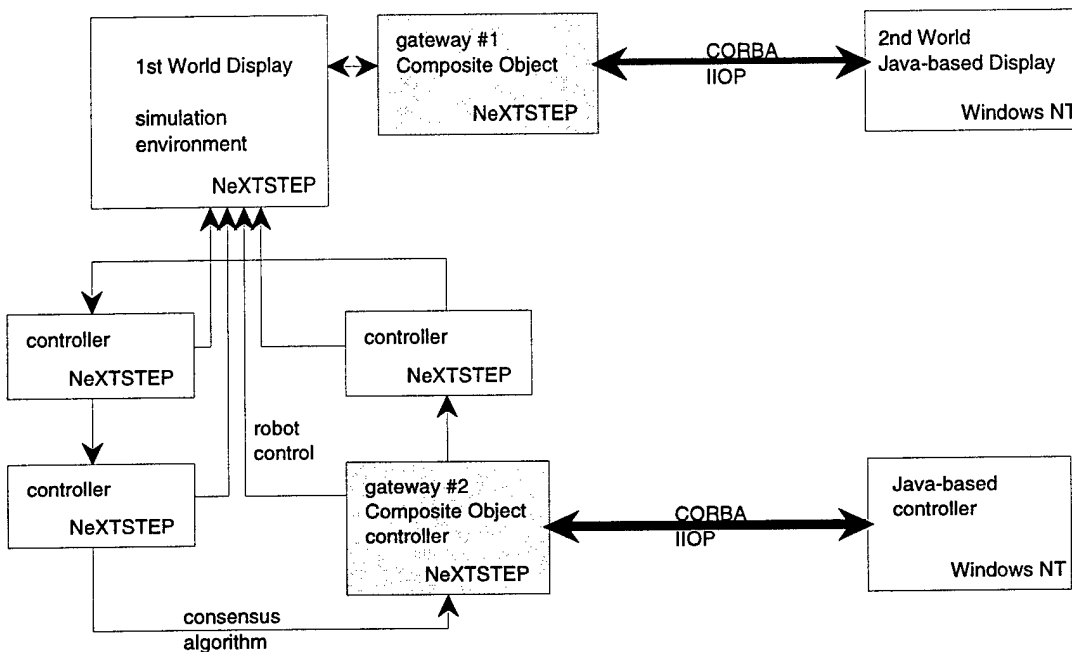 1st World Display
simulation
environment
NeXTSTEP
gateway #1
Composite Object
NeXTSTEP
CORBA
IIOP
2nd World
Java-based Display
Windows NT
controller
NeXTSTEP
controller
NeXTSTEP
robot
control
controller
NeXTSTEP
gateway #2
Composite Object
controller
NeXTSTEP
CORBA
IIOP
Java-based
controller
Windows NT
consensus
algorithm